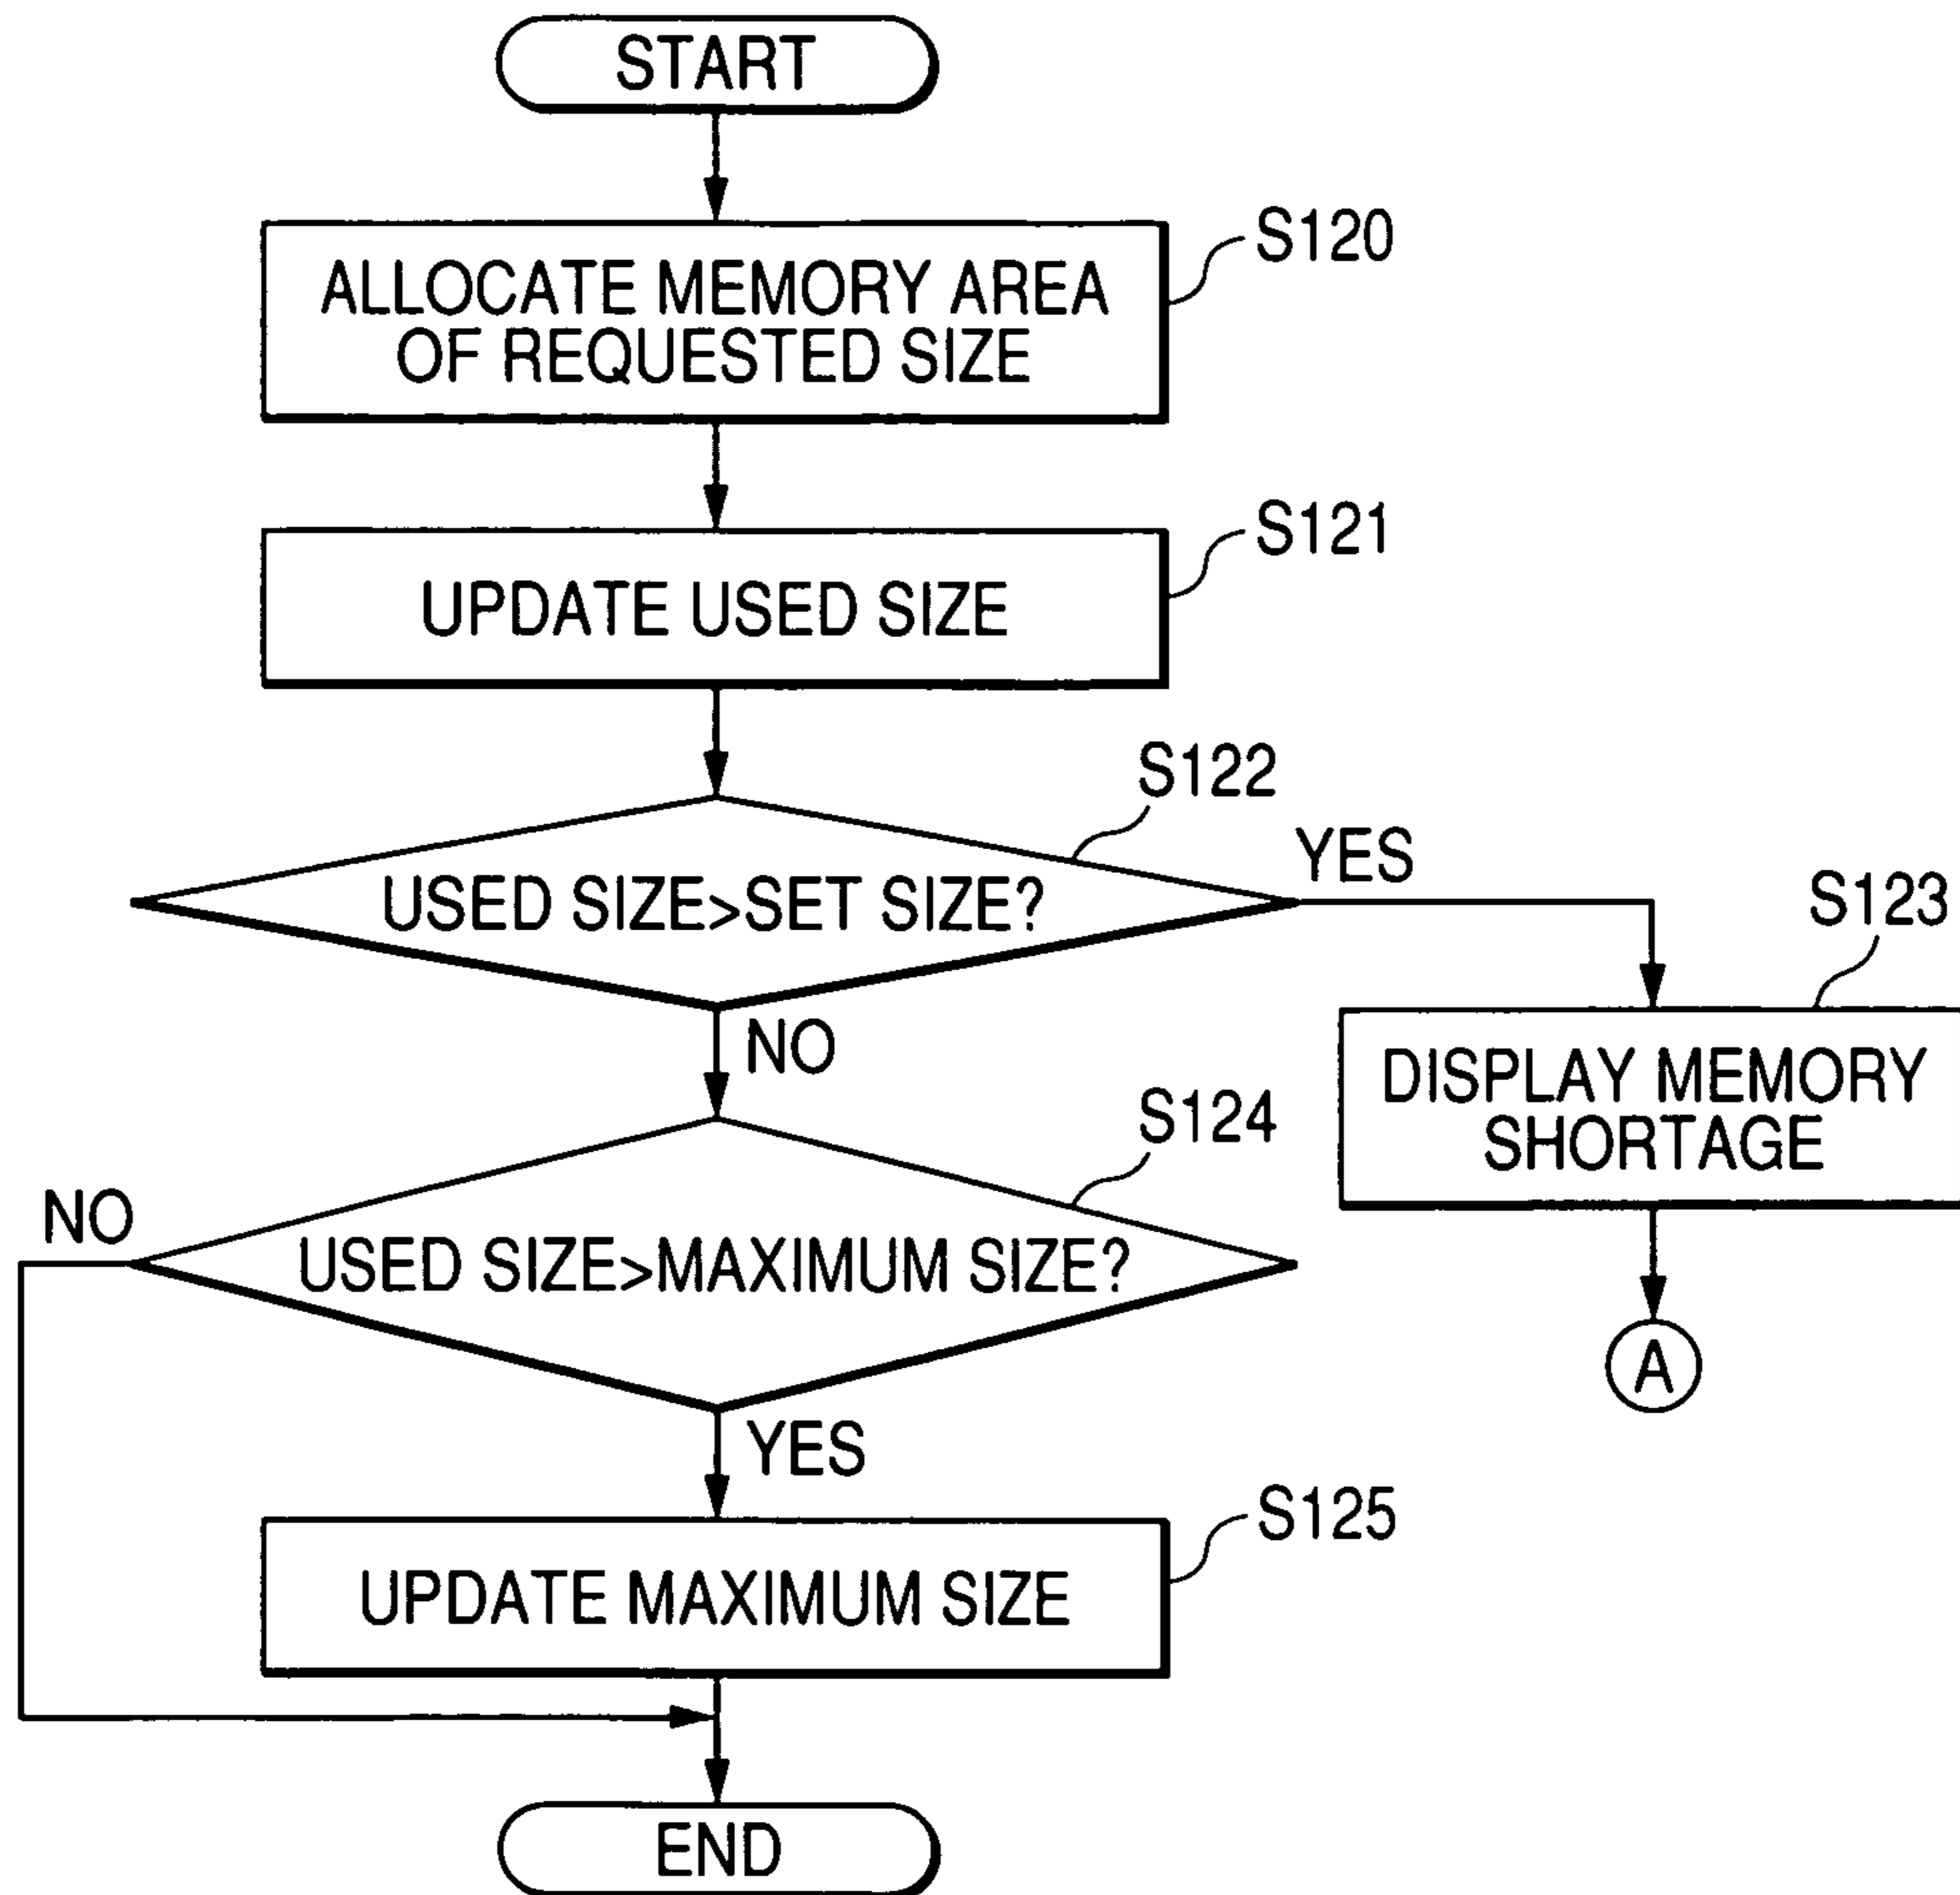 START
S120
ALLOCATE MEMORY AREA
OF REQUESTED SIZE
S121
UPDATE USED SIZE
S122
USED SIZE>SET SIZE?
YES
S123
NO
DISPLAY MEMORY
SHORTAGE
S124
NO
USED SIZE>MAXIMUM SIZE?
A
YES
S125
UPDATE MAXIMUM SIZE
END